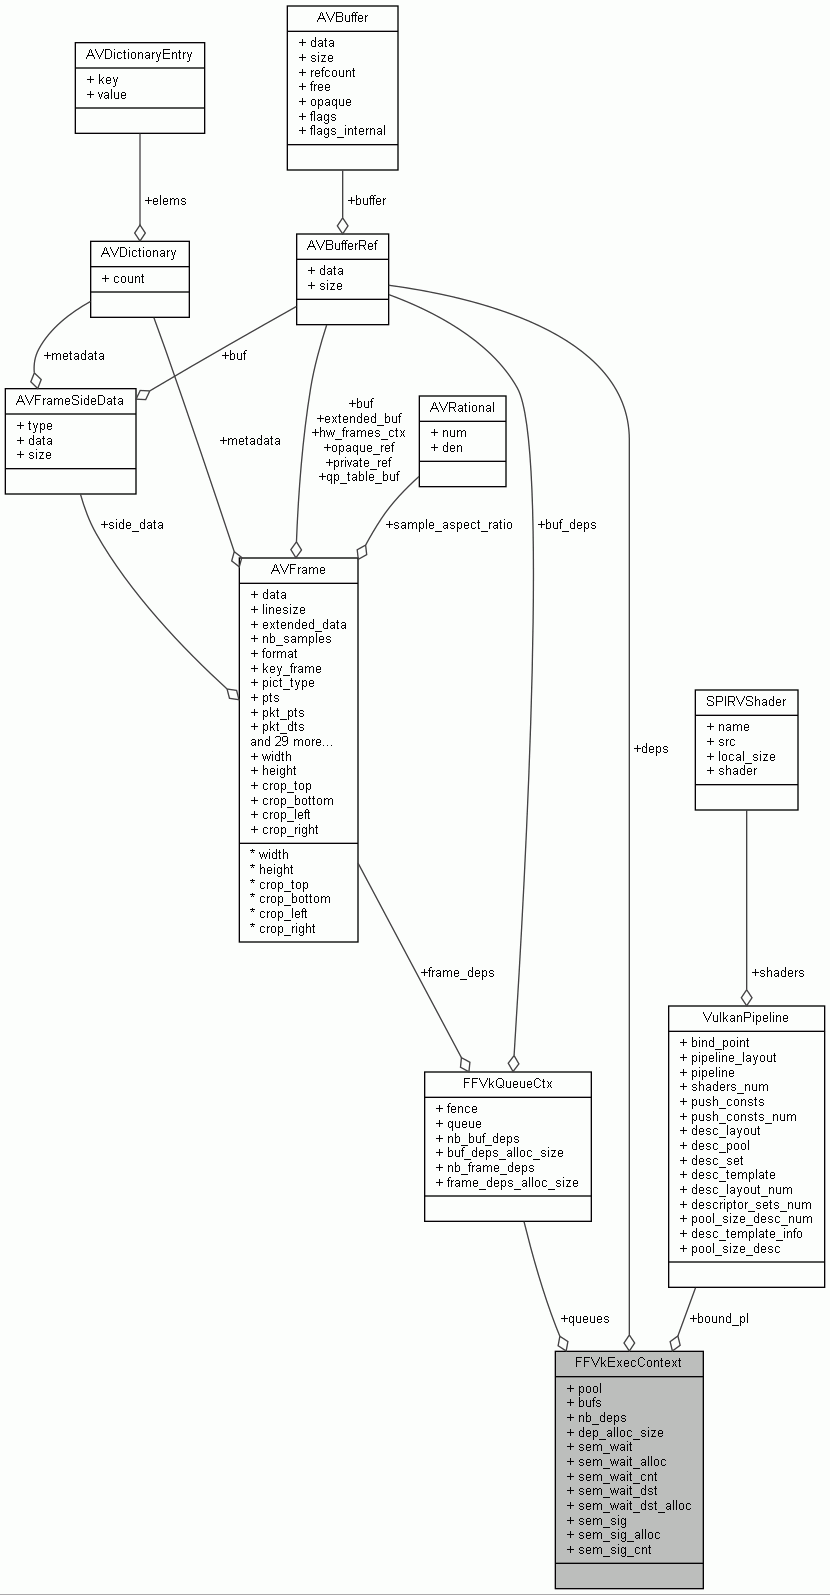 AVBuffer
+ data
+ size
+ refcount
+ free
+ opaque
+ flags
+ flags_internal
AVDictionaryEntry
+ key
+ value
+elems
+buffer
AVDictionary
+ count
AVBufferRef
+ data
+ size
+metadata
+buf
AVFrameSideData
+ type
+ data
+ size
+metadata
+buf
+extended_buf
+hw_frames_ctx
+opaque_ref
+private_ref
+qp_table_buf
AVRational
+ num
+ den
+side_data
+sample_aspect_ratio
+buf_deps
AVFrame
+ data
+ linesize
+ extended_data
+ nb_samples
+ format
+ key_frame
+ pict_type
+ pts
+ pkt_pts
+ pkt_dts
and 29 more...
+ width
+ height
+ crop_top
+ crop_bottom
+ crop_left
+ crop_right
* width
* height
* crop_top
* crop_bottom
* crop_left
* crop_right
+deps
SPIRVShader
+ name
+ src
+ local_size
+ shader
+frame_deps
+shaders
VulkanPipeline
+ bind_point
+ pipeline_layout
+ pipeline
+ shaders_num
+ push_consts
+ push_consts_num
+ desc_layout
+ desc_pool
+ desc_set
+ desc_template
+ desc_layout_num
+ descriptor_sets_num
+ pool_size_desc_num
+ desc_template_info
+ pool_size_desc
FFVkQueueCtx
+ fence
+ queue
+ nb_buf_deps
+ buf_deps_alloc_size
+ nb_frame_deps
+ frame_deps_alloc_size
+queues
+bound_pl
FFVkExecContext
+ pool
+ bufs
+ nb_deps
+ dep_alloc_size
+ sem_wait
+ sem_wait_alloc
+ sem_wait_cnt
+ sem_wait_dst
+ sem_wait_dst_alloc
+ sem_sig
+ sem_sig_alloc
+ sem_sig_cnt